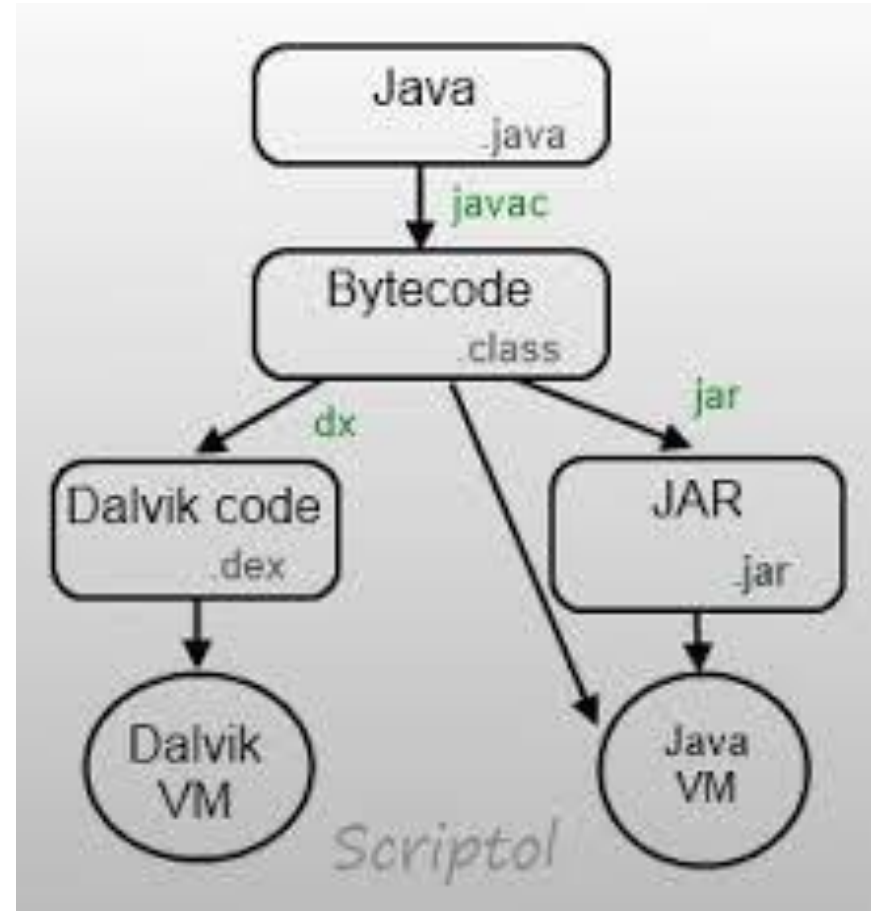 Java
.java
javac
Bytecode
.class
dx
jar
Dalvik code
.dex
JAR
.jar
Dalvik
VM
Java
VM
Scriptol